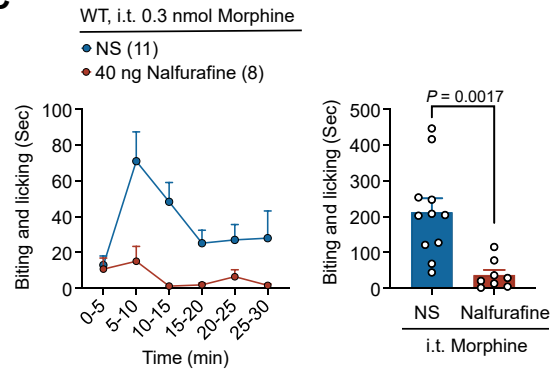 WT, i.t. 0.3 nmol Morphine
NS (11)
40 ng Nalfurafine (8)
Biting and licking (Sec)
100
80
60
40
20
0
0-5
5-10
10-15
15-20
20-25
25-30
Time (min)
P = 0.0017
Biting and licking (Sec)
500
400
300
200
100
0
NS Nalfurafine
i.t. Morphine